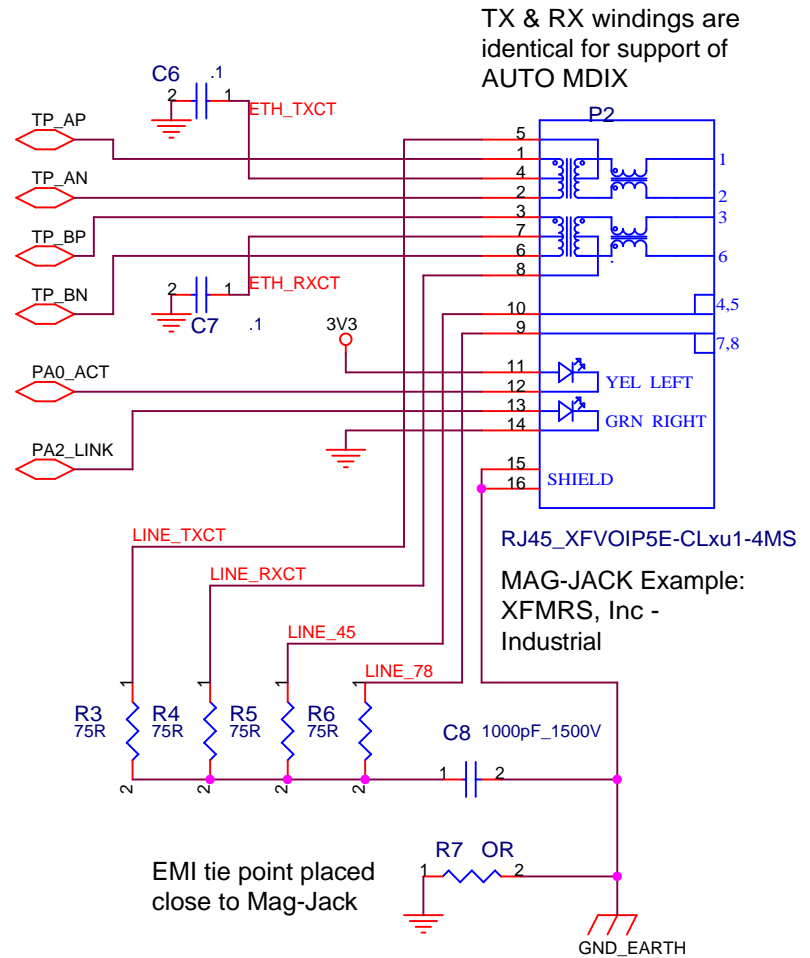 TX & RX windings are
identical for support of
AUTO MDIX
C6 .1
2 1
ETH_TXCT
P2
TP_AP
5
1
4
1
TP_AN
2
2
3
3
TP_BP
7
6
6
8
TP_BN
2 1
ETH_RXCT
C7 .1
10
4,5
9
7,8
3V3
PA0_ACT
11
12
YEL LEFT
13
GRN RIGHT
14
PA2_LINK
15
16
SHIELD
RJ45_XFVOIP5E-CLxu1-4MS
MAG-JACK Example:
XFMRS, Inc -
Industrial
LINE_TXCT
LINE_RXCT
LINE_45
LINE_78
1 1 1 1
R3 R4 R5 R6
75R 75R 75R 75R
2 2 2 2
C8 1000pF_1500V
1 2
R7 OR
1 2
EMI tie point placed
close to Mag-Jack
GND_EARTH